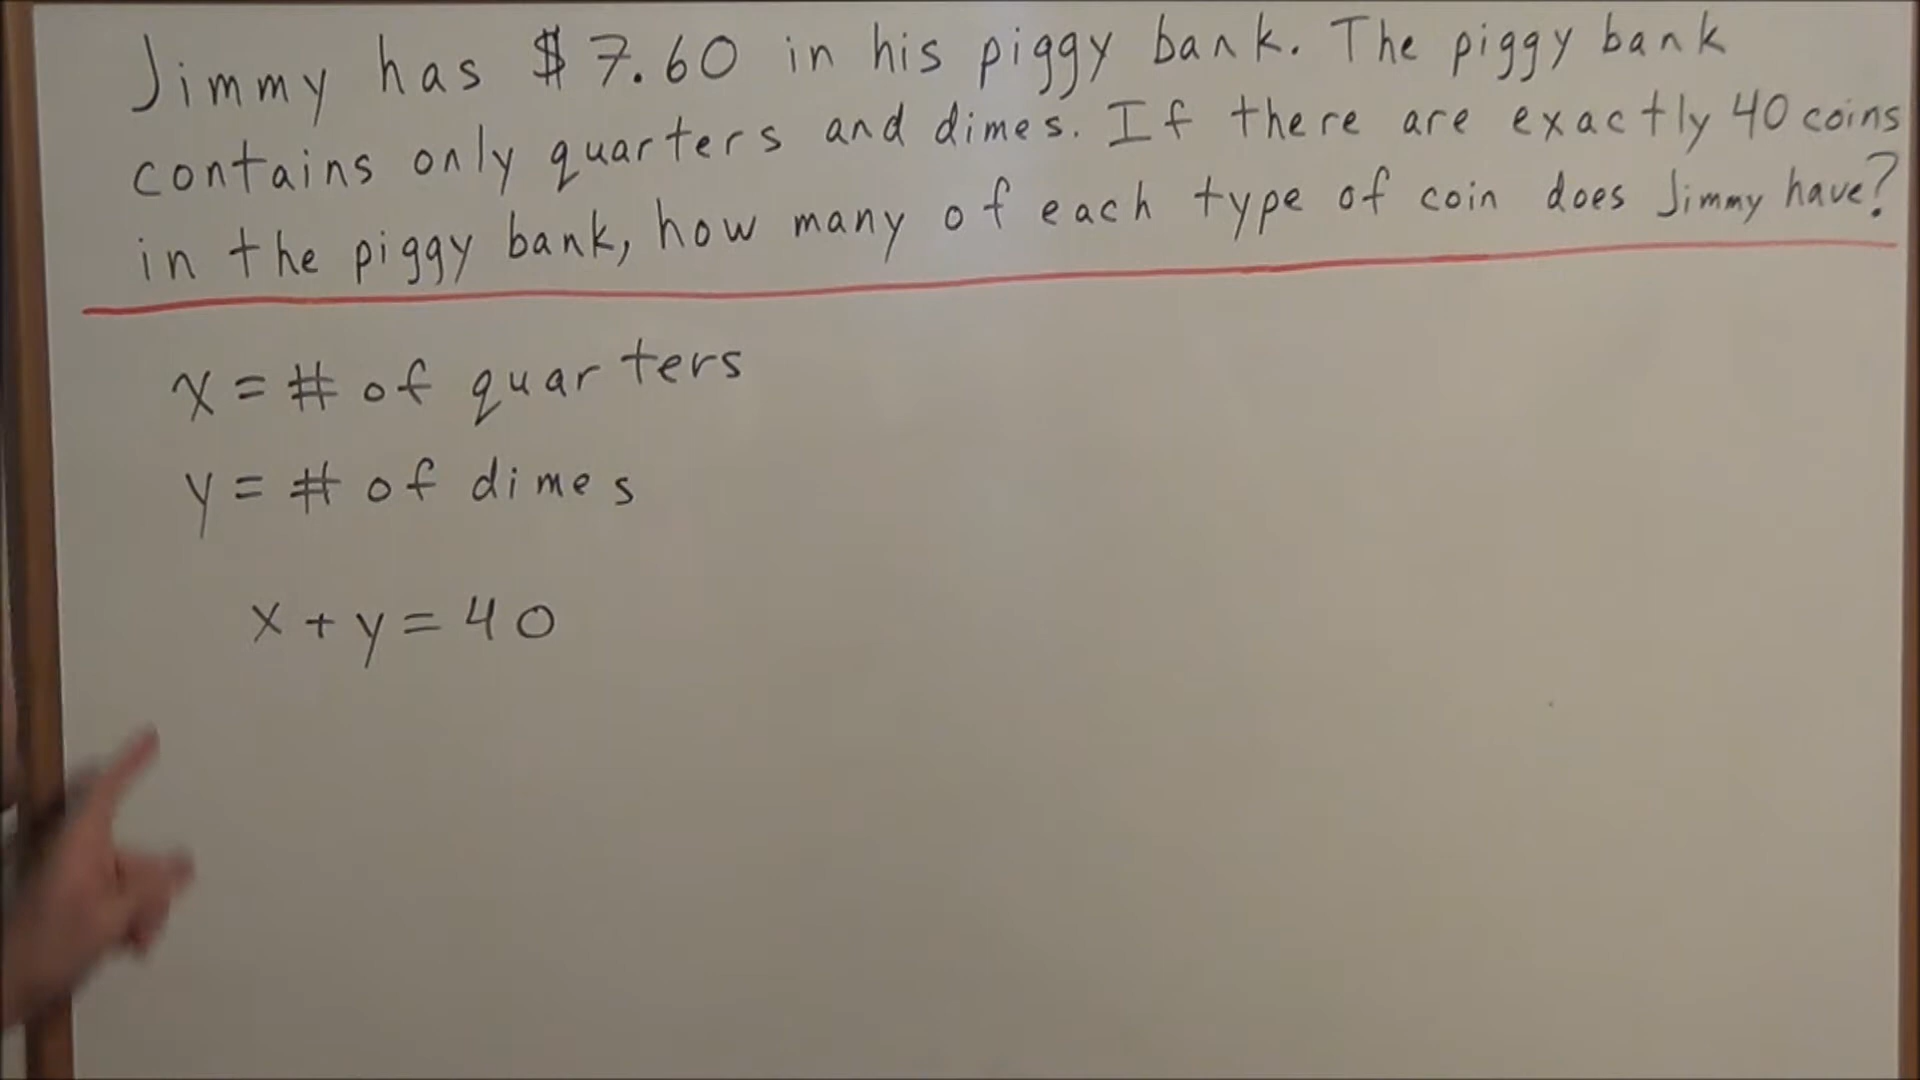 Jimmy has $7.60 in his piggy bank. The piggy bank
contains only quarters and dimes. If there are exactly 40 coins
in the piggy bank, how many of each type of coin does Jimmy have?
x = # of quarters
y = # of dimes
x + y = 40